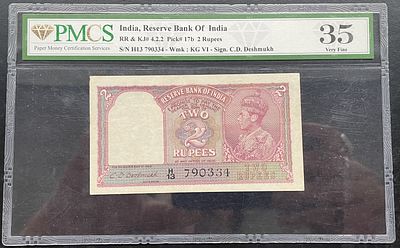 PMCS
Paper Money Certification Services
India, Reserve Bank Of India
RR & KJ# 4.2.2 Pick# 17b 2 Rupees
S/N H13 790334 - Wmk ; KG VI - Sign. C.D. Deshmukh
35
Very Fine
RESERVE BANK OF INDIA
2
TWO
2
RUPEES
C D Deshmukh
H/13 790334